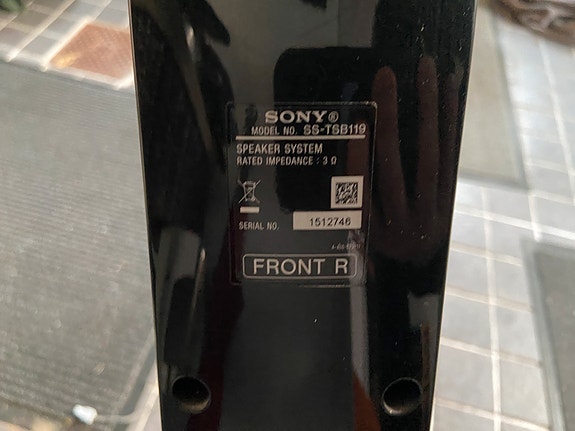 SONY®
MODEL NO. SS-TSB119
SPEAKER SYSTEM
RATED IMPEDANCE : 3 Ω
SERIAL NO. 1512746
FRONT R